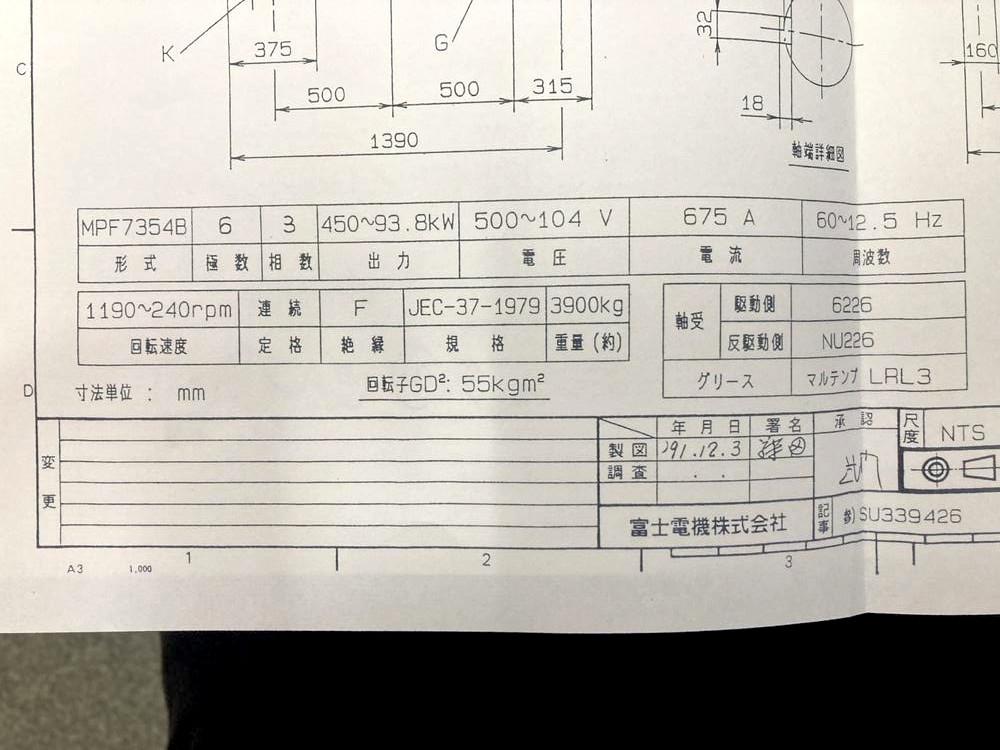 C
K
375
G
32
160
500
500
315
18
1390
軸端詳細図
MPF7354B 6 3 450~93.8kW 500~104 V 675 A 60~12.5 Hz
形式 極数 相数 出力 電圧 電流 周波数
1190~240rpm 連続 F JEC-37-1979 3900kg
回転速度 定格 絶縁 規格 重量(約)
軸受 駆動側 6226
反駆動側 NU226
グリース マルテンプ LRL3
D
寸法単位 : mm
回転子GD²: 55kgm²
変更
年月日 署名 承認 尺度 NTS
製図 '91.12.3
調査 . .
富士電機株式会社 記事 参) SU339426
1 2 3
A3 1,000